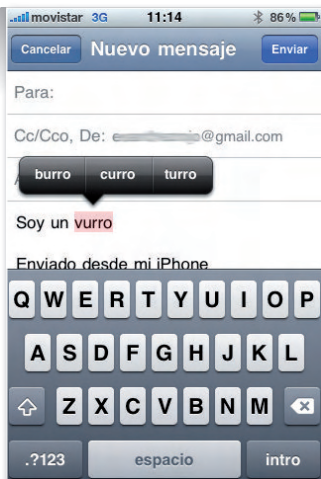 movistar 3G 11:14 86%
Cancelar Nuevo mensaje Enviar
Para:
Cc/Cco, De: @gmail.com
burro curro turro
Soy un vurro
Enviado desde mi iPhone
Q W E R T Y U I O P
A S D F G H J K L
Z X C V B N M
.?123 espacio intro